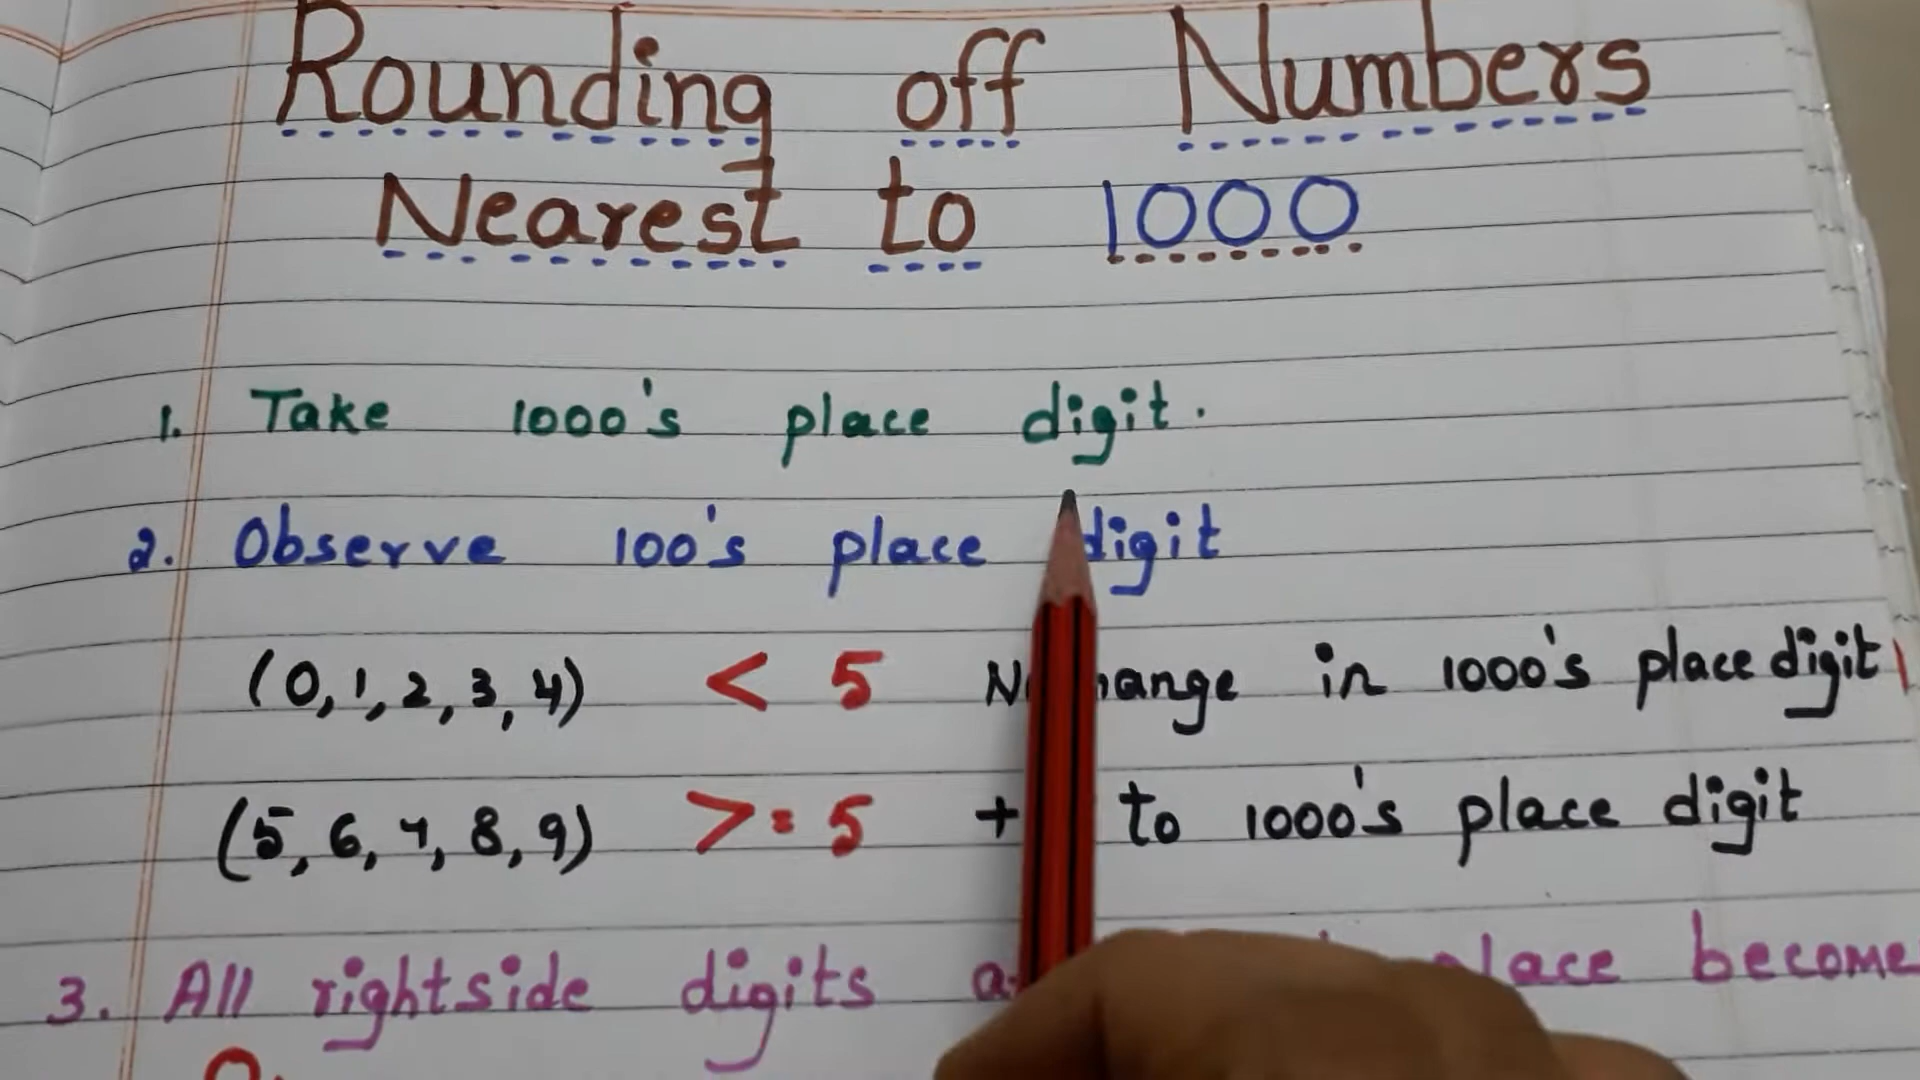 Rounding off Numbers
Nearest to 1000
1. Take 1000's place digit.
2. Observe 100's place digit
(0, 1, 2, 3, 4) < 5 in 1000's place digit
(5, 6, 7, 8, 9) >= 5 + to 1000's place digit
3. All rightside digits place become